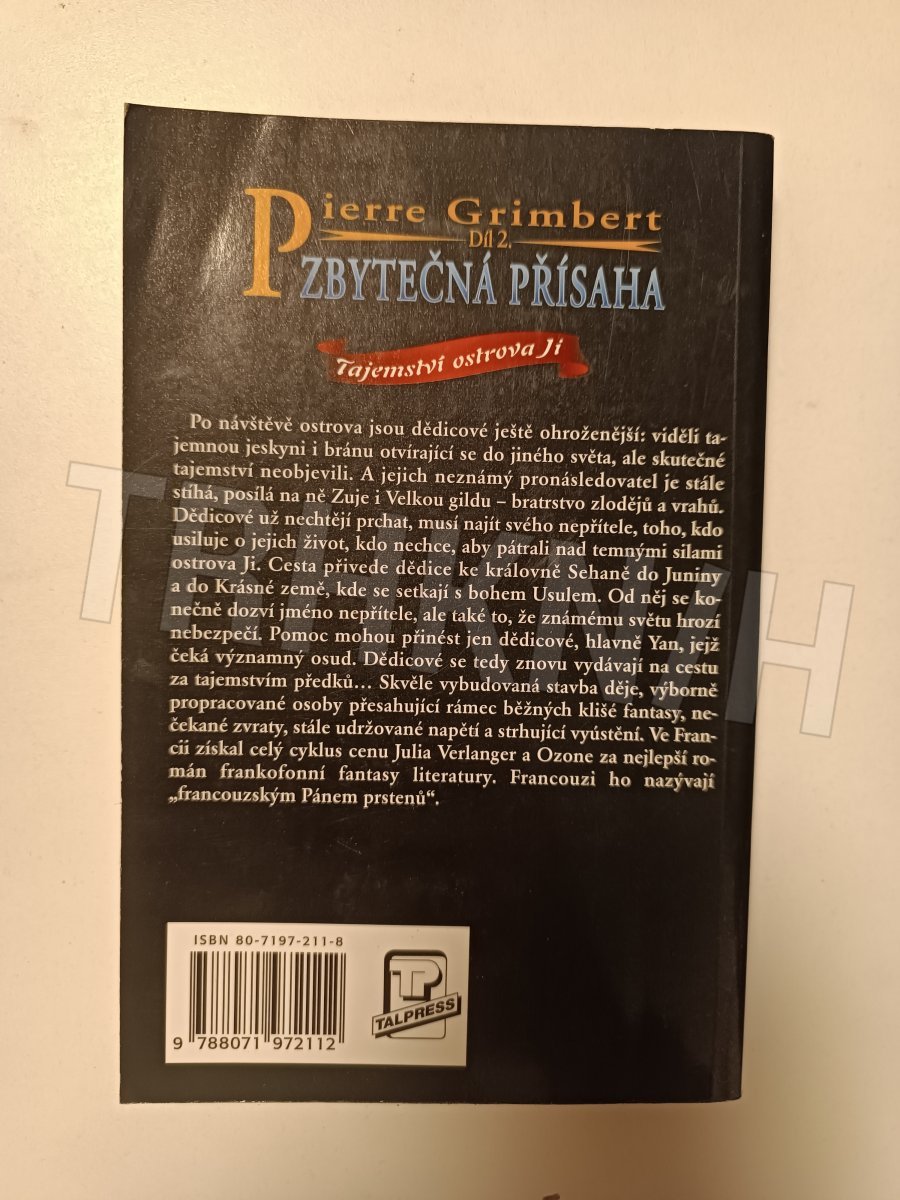 Pierre Grimbert
Díl 2.
ZBYTEČNÁ PŘÍSAHA
Tajemství ostrova Ji
Po návštěvě ostrova jsou dědicové ještě ohroženější: viděli ta-
jemnou jeskyni i bránu otvírající se do jiného světa, ale skutečné
tajemství neobjevili. A jejich neznámý pronásledovatel je stále
stíhá, posílá na ně Zuje i Velkou gildu – bratrstvo zlodějů a vrahů.
Dědicové už nechtějí prchat, musí najít svého nepřítele, toho, kdo
usiluje o jejich život, kdo nechce, aby pátrali nad temnými silami
ostrova Ji. Cesta přivede dědice ke královně Sehaně do Juniny
a do Krásné země, kde se setkají s bohem Usulem. Od něj se ko-
nečně dozví jméno nepřítele, ale také to, že známému světu hrozí
nebezpečí. Pomoc mohou přinést jen dědicové, hlavně Yan, jejž
čeká významný osud. Dědicové se tedy znovu vydávají na cestu
za tajemstvím předků... Skvěle vybudovaná stavba děje, výborně
propracované osoby přesahující rámec běžných klišé fantasy, ne-
čekané zvraty, stále udržované napětí a strhující vyústění. Ve Fran-
cii získal celý cyklus cenu Julia Verlanger a Ozone za nejlepší ro-
mán frankofonní fantasy literatury. Francouzi ho nazývají
„francouzským Pánem prstenů“.
TRHKNIH
ISBN 80-7197-211-8
9 788071 972112
TP
TALPRESS